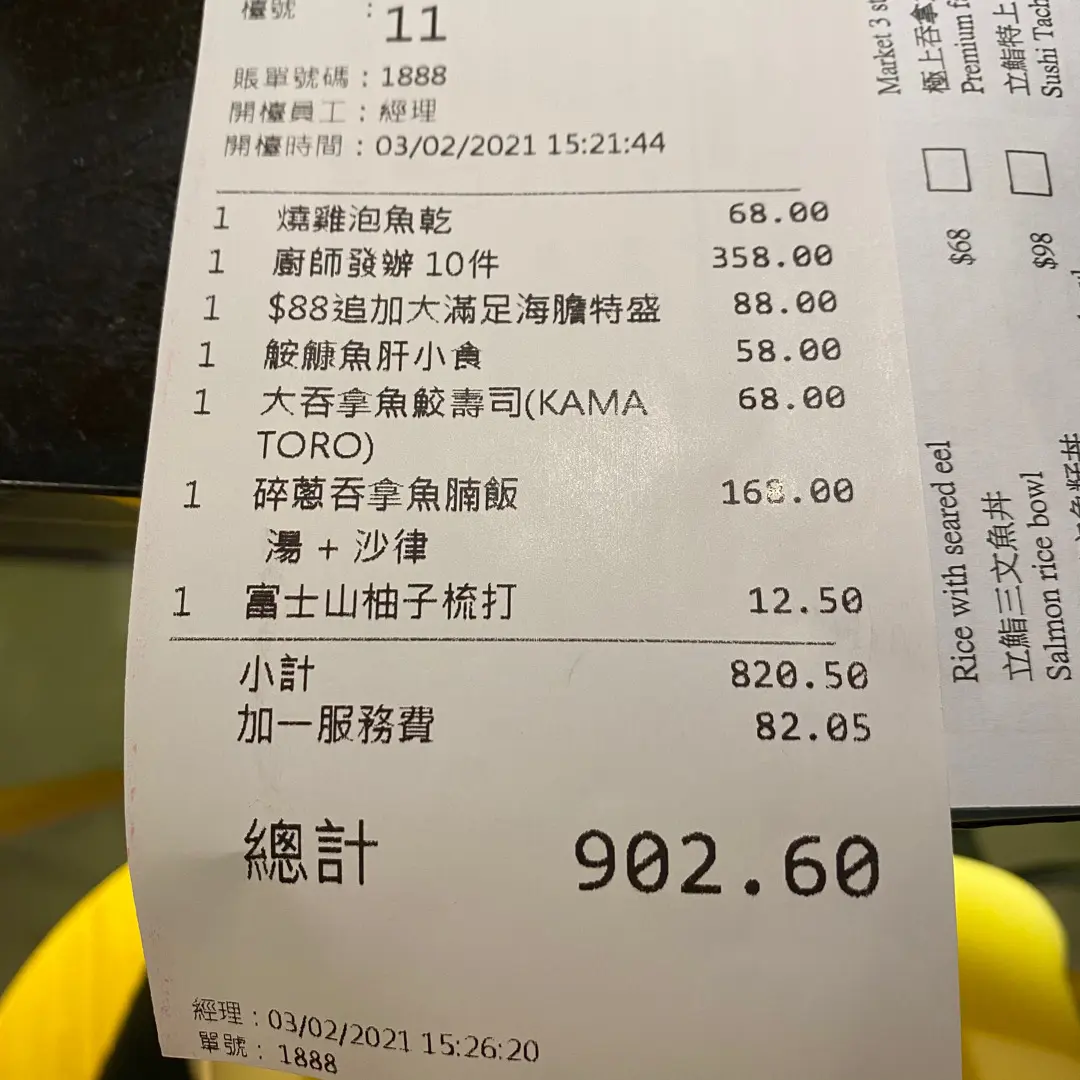 檯號 : 11
賬單號碼 : 1888
開檯員工 : 經理
開檯時間 : 03/02/2021 15:21:44
1 燒雞泡魚乾 68.00
1 廚師發辦 10件 358.00
1 $88追加大滿足海膽特盛 88.00
1 鮟鱇魚肝小食 58.00
1 大吞拿魚鮫壽司(KAMA 68.00
TORO)
1 碎蔥吞拿魚腩飯 168.00
湯 + 沙律
1 富士山柚子梳打 12.50
小計 820.50
加一服務費 82.05
總計 902.60
經理 : 03/02/2021 15:26:20
單號 : 1888
Market 3
極上吞拿
Premium
立鮨特上
Sushi
$68
$98
Rice with seared eel
立鮨三文魚丼
Salmon rice bowl